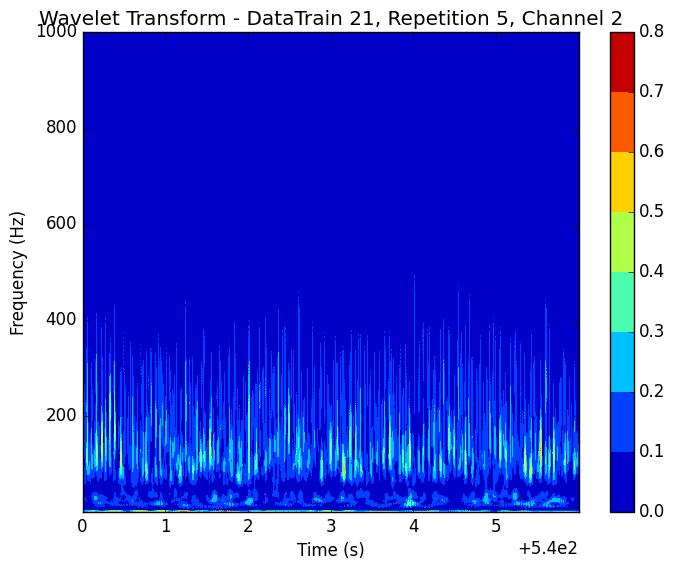 Wavelet Transform - DataTrain 21, Repetition 5, Channel 2
1000
800
600
400
200
Frequency (Hz)
0 1 2 3 4 5
Time (s)
+5.4e2
0.8
0.7
0.6
0.5
0.4
0.3
0.2
0.1
0.0